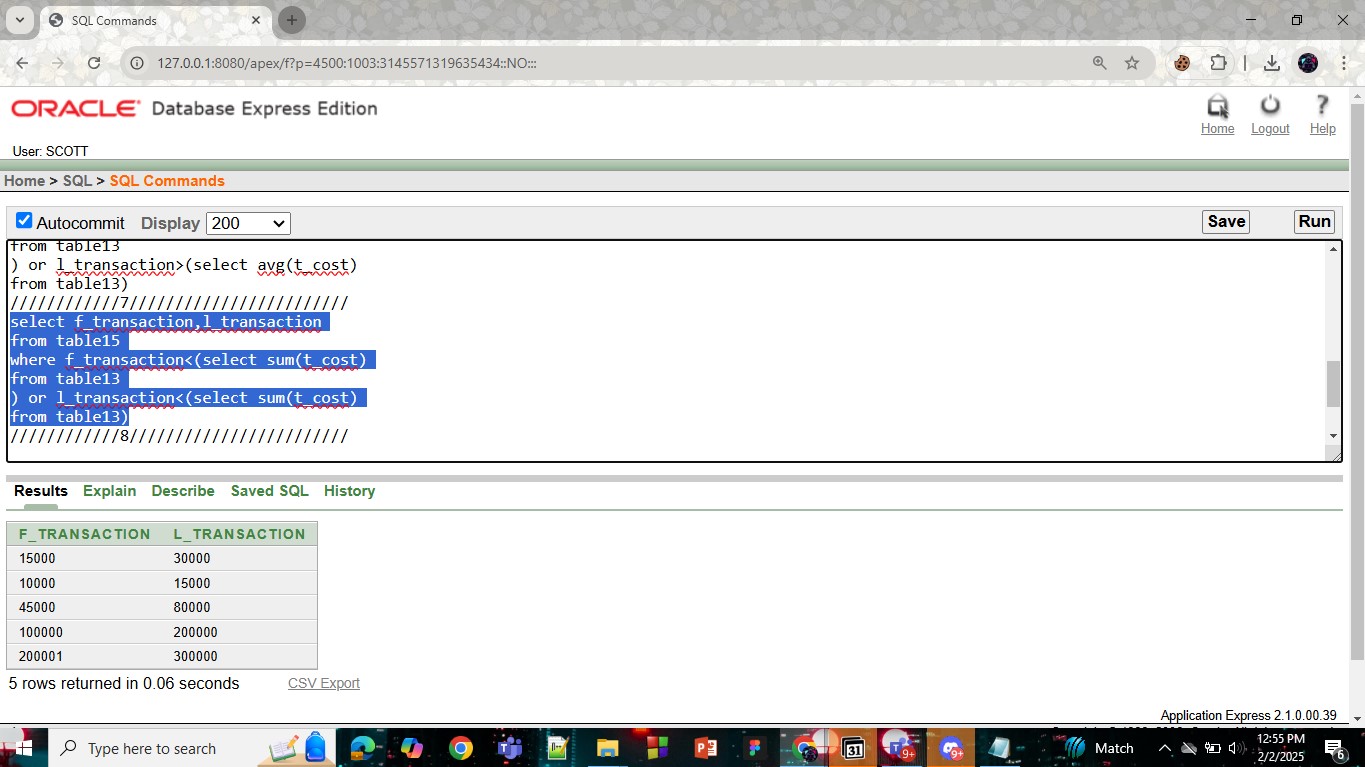 SQL Commands
127.0.0.1:8080/apex/f?p=4500:1003:3145571319635434::NO:::
ORACLE Database Express Edition
Home Logout Help
User: SCOTT
Home > SQL > SQL Commands
Autocommit Display 200 Save Run
from table13
) or l_transaction>(select avg(t_cost)
from table13)
////////////7////////////////////////
select f_transaction,l_transaction
from table15
where f_transaction<(select sum(t_cost)
from table13
) or l_transaction<(select sum(t_cost)
from table13)
////////////8////////////////////////
Results Explain Describe Saved SQL History
F_TRANSACTION L_TRANSACTION
15000 30000
10000 15000
45000 80000
100000 200000
200001 300000
5 rows returned in 0.06 seconds CSV Export
Application Express 2.1.0.00.39
Type here to search
31
9+
9+
Match
12:55 PM
2/2/2025
6